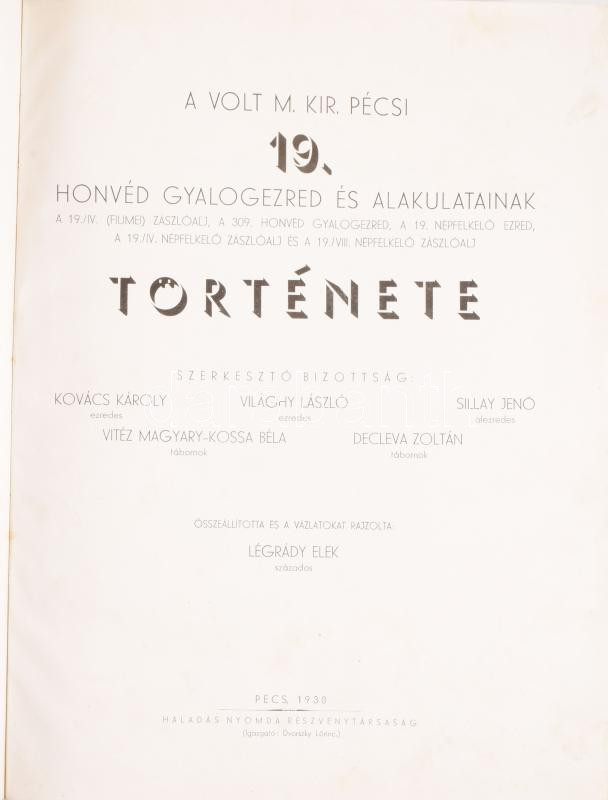 A VOLT M. KIR. PÉCSI
19.
HONVÉD GYALOGEZRED ÉS ALAKULATAINAK
A 19./IV. (FIUMEI) ZÁSZLÓALJ, A 309. HONVÉD GYALOGEZRED, A 19. NÉPFELKELŐ EZRED,
A 19./IV. NÉPFELKELŐ ZÁSZLÓALJ ÉS A 19./VIII. NÉPFELKELŐ ZÁSZLÓALJ
TÖRTÉNETE
SZERKESZTŐ BIZOTTSÁG:
KOVÁCS KÁROLY VILÁGHY LÁSZLÓ SILLAY JENŐ
ezredes ezredes alezredes
VITÉZ MAGYARY-KOSSA BÉLA DECLEVA ZOLTÁN
tábornok tábornok
ÖSSZEÁLLÍTOTTA ÉS A VÁZLATOKAT RAJZOLTA:
LÉGRÁDY ELEK
százados
PÉCS, 1938
HALADÁS NYOMDA RÉSZVÉNYTÁRSASÁG
(Igazgató: Dvorszky Lőrinc.)